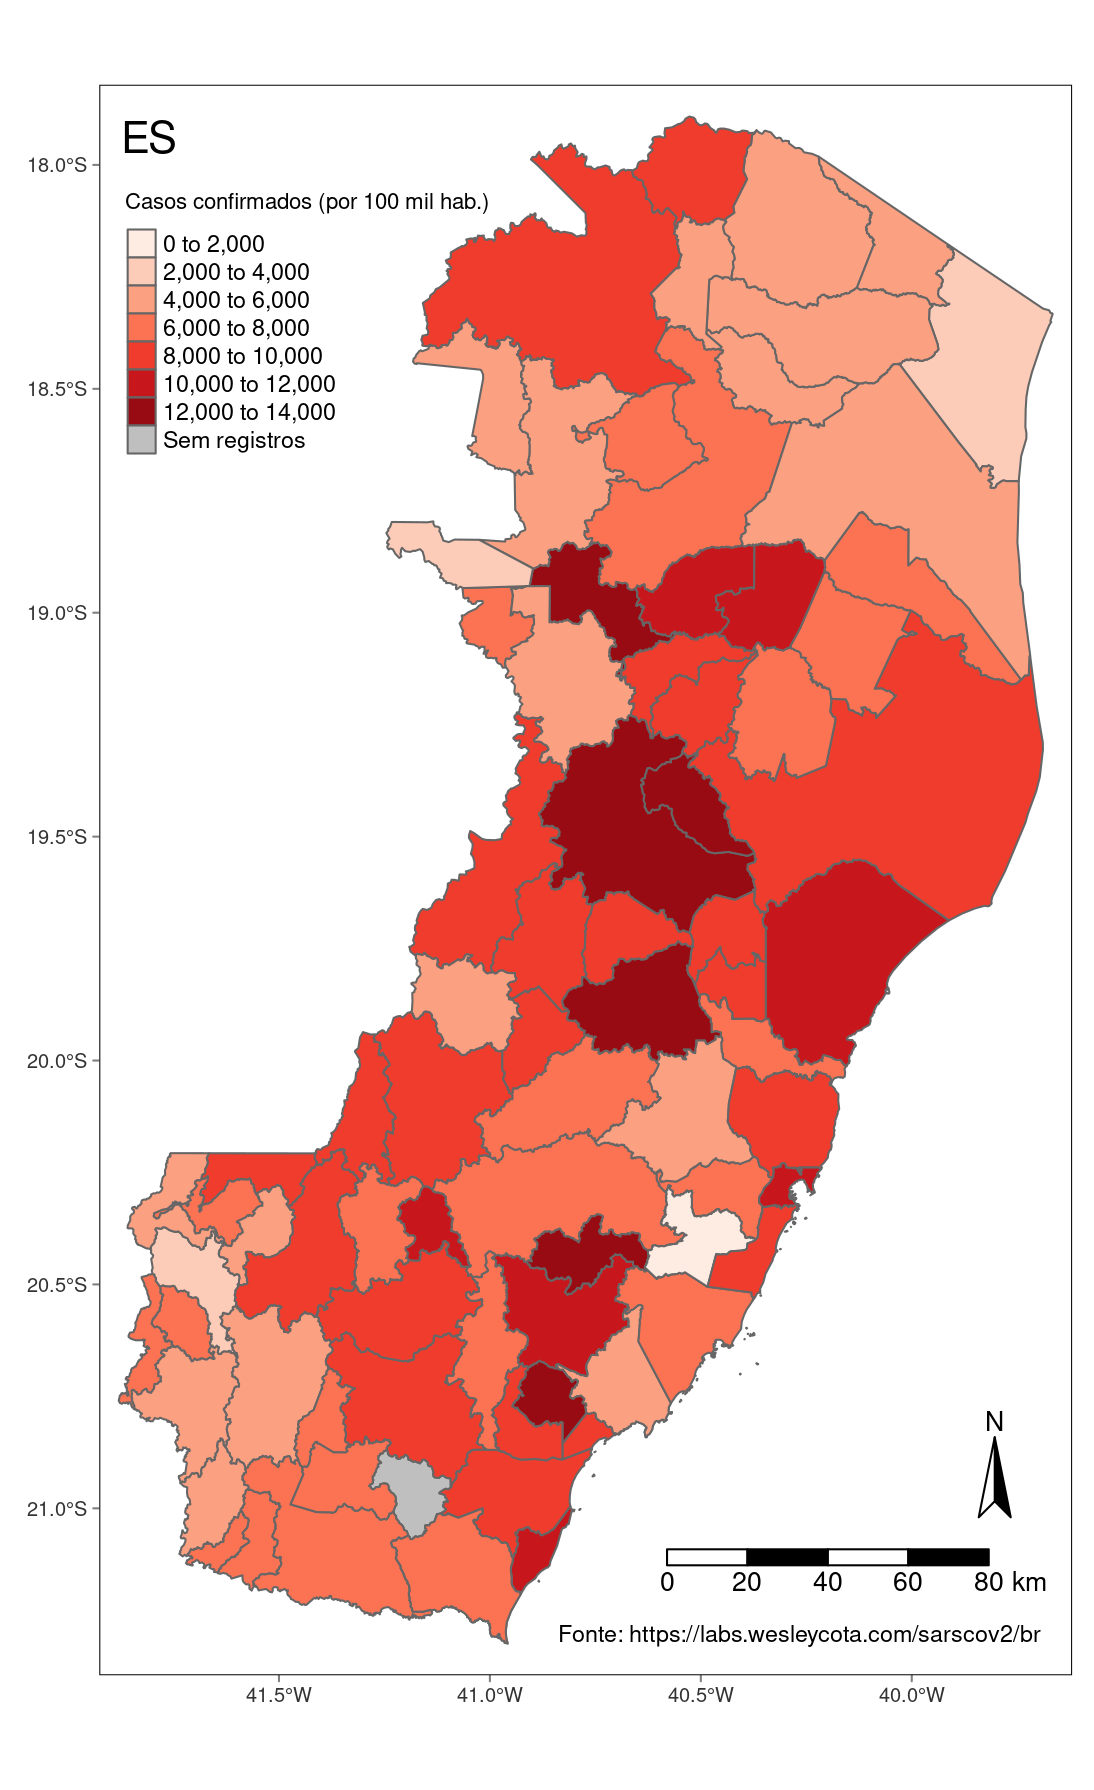 ES
Casos confirmados (por 100 mil hab.)
0 to 2,000
2,000 to 4,000
4,000 to 6,000
6,000 to 8,000
8,000 to 10,000
10,000 to 12,000
12,000 to 14,000
Sem registros
18.0°S
18.5°S
19.0°S
19.5°S
20.0°S
20.5°S
21.0°S
N
0 20 40 60 80 km
Fonte: https://labs.wesleycota.com/sarscov2/br
41.5°W 41.0°W 40.5°W 40.0°W